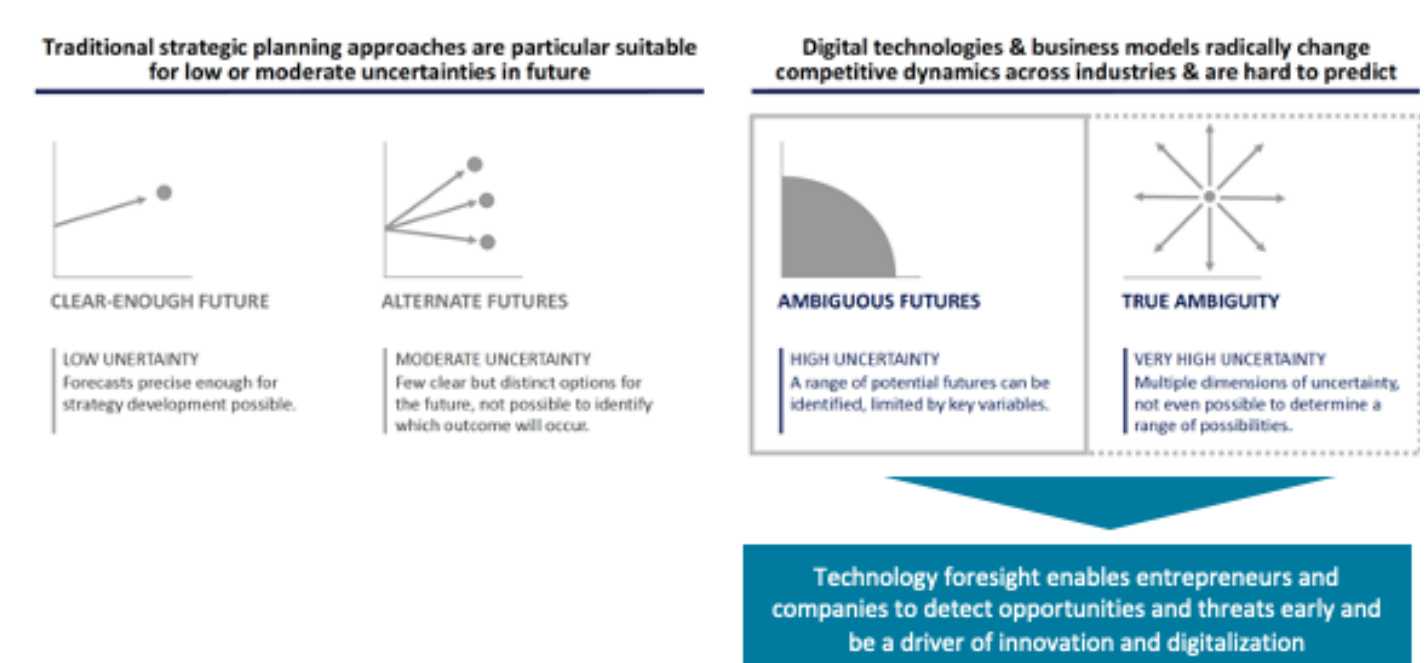 Traditional strategic planning approaches are particular suitable
for low or moderate uncertainties in future
CLEAR-ENOUGH FUTURE
LOW UNERTAINTY
Forecasts precise enough for
strategy development possible.
ALTERNATE FUTURES
MODERATE UNCERTAINTY
Few clear but distinct options for
the future, not possible to identify
which outcome will occur.
Digital technologies & business models radically change
competitive dynamics across industries & are hard to predict
AMBIGUOUS FUTURES
HIGH UNCERTAINTY
A range of potential futures can be
identified, limited by key variables.
TRUE AMBIGUITY
VERY HIGH UNCERTAINTY
Multiple dimensions of uncertainty,
not even possible to determine a
range of possibilities.
Technology foresight enables entrepreneurs and
companies to detect opportunities and threats early and
be a driver of innovation and digitalization